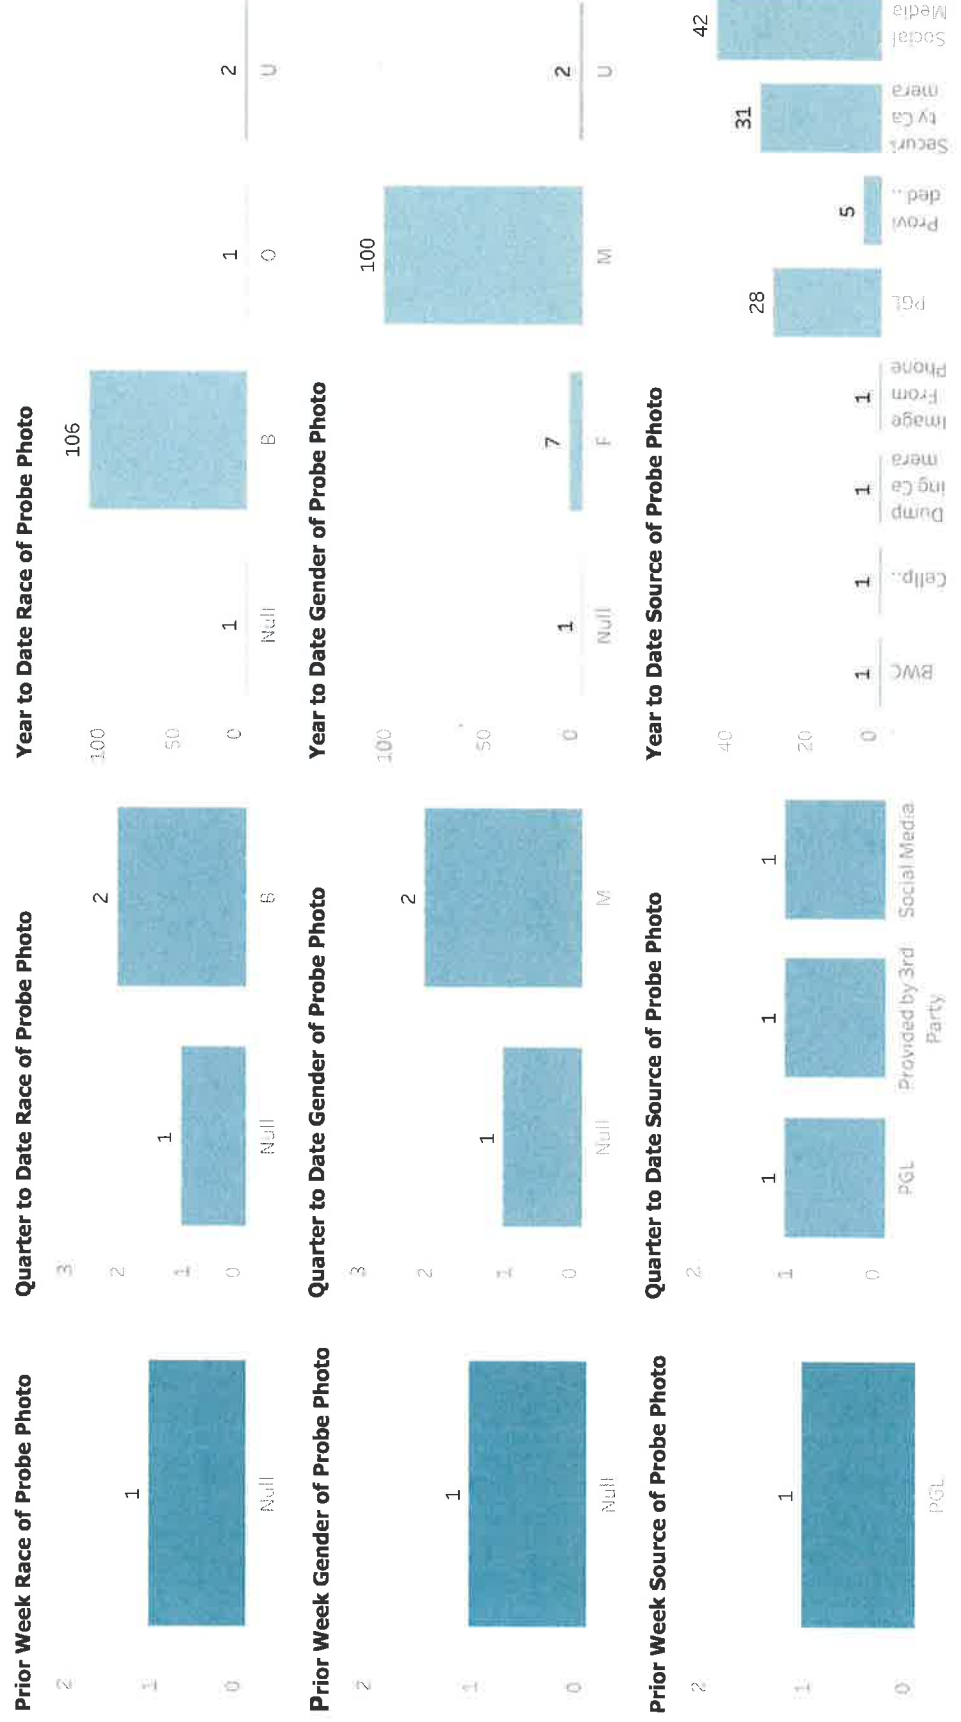 Prior Week Race of Probe Photo
2
1
0
1
Null
Quarter to Date Race of Probe Photo
3
2
1
0
1
2
Null
B
Year to Date Race of Probe Photo
100
50
0
1
106
1
2
Null
B
O
U
Prior Week Gender of Probe Photo
2
1
0
1
Null
Quarter to Date Gender of Probe Photo
3
2
1
0
1
2
Null
M
Year to Date Gender of Probe Photo
100
50
0
1
7
100
2
Null
F
M
U
Prior Week Source of Probe Photo
2
1
0
1
PGL
Quarter to Date Source of Probe Photo
2
1
0
1
1
1
PGL
Provided by 3rd
Party
Social Media
Year to Date Source of Probe Photo
40
20
0
1
1
1
1
28
5
31
42
BWC
Cellp..
Dump
ing Ca
mera
Image
From
Phone
PGL
Provi
ded ..
Securi
ty Ca
mera
Social
Media